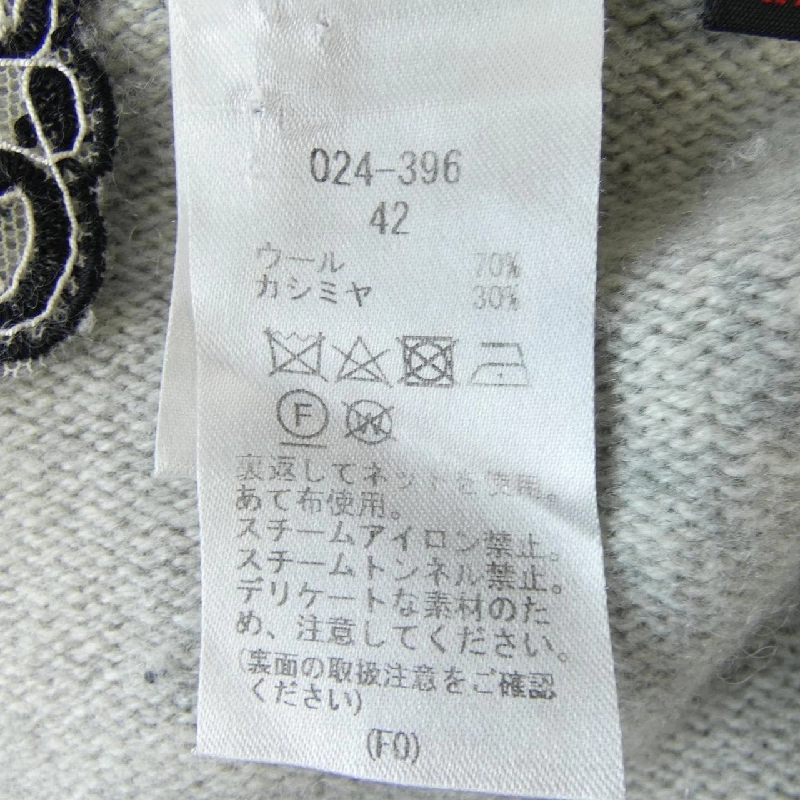 024-396
42
ウール 70%
カシミヤ 30%
F
W
裏返してネットを使用。
あて布使用。
スチームアイロン禁止。
スチームトンネル禁止。
デリケートな素材のた
め、注意してください。
(裏面の取扱注意をご確認
ください)
(F0)